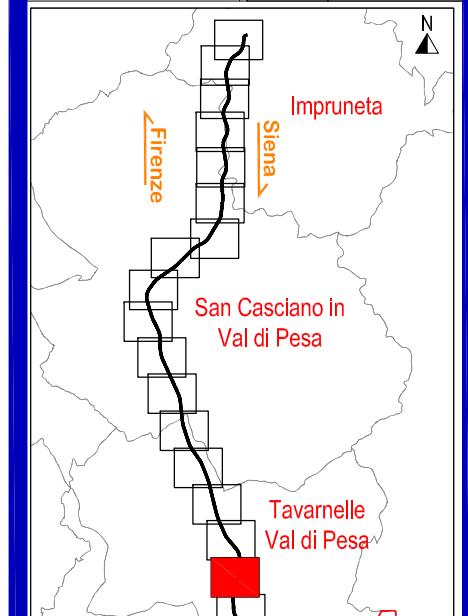 N
Impruneta
Siena
Firenze
San Casciano in
Val di Pesa
Tavarnelle
Val di Pesa